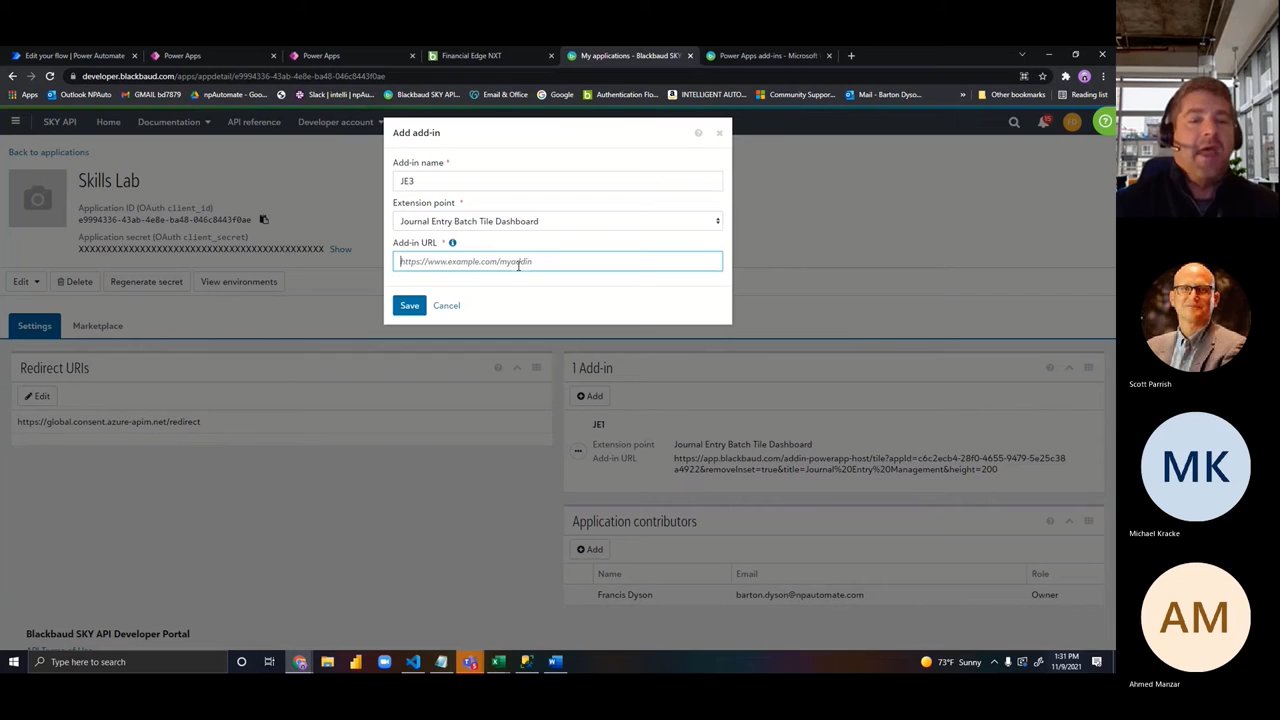 Edit your flow | Power Automate
Power Apps
Power Apps
Financial Edge NXT
My applications - Blackbaud SKY
Power Apps add-ins - Microsoft
developer.blackbaud.com/apps/appdetail/e9994336-43ab-4e8e-ba48-046c8443f0ae
Apps
Outlook NPAuto
GMAIL bd7879
npAutomate - Goo...
Slack | intelli | npAu...
Blackbaud SKY API...
Email & Office
Google
Authentication Flo...
INTELLIGENT AUTO...
Community Suppor...
Mail - Barton Dyso...
Other bookmarks
Reading list
SKY API
Home
Documentation
API reference
Developer account
15
FD
Back to applications
Skills Lab
Application ID (OAuth client_id)
e9994336-43ab-4e8e-ba48-046c8443f0ae
Application secret (OAuth client_secret)
XXXXXXXXXXXXXXXXXXXXXXXXXXXXXXXXXXXXXXXXXXXX Show
Edit
Delete
Regenerate secret
View environments
Settings
Marketplace
Add add-in
Add-in name *
JE3
Extension point *
Journal Entry Batch Tile Dashboard
Add-in URL *
https://www.example.com/myaddin
Save
Cancel
Redirect URIs
Edit
https://global.consent.azure-apim.net/redirect
1 Add-in
Add
JE1
Extension point Journal Entry Batch Tile Dashboard
Add-in URL https://app.blackbaud.com/addin-powerapp-host/tile?appId=c6c2ecb4-28f0-4655-9479-5e25c38
a4922&removeInset=true&title=Journal%20Entry%20Management&height=200
Application contributors
Add
Name Email Role
Francis Dyson barton.dyson@npautomate.com Owner
Blackbaud SKY API Developer Portal
Type here to search
73°F Sunny
1:31 PM
11/9/2021
Scott Parrish
MK
Michael Kracke
AM
Ahmed Manzar